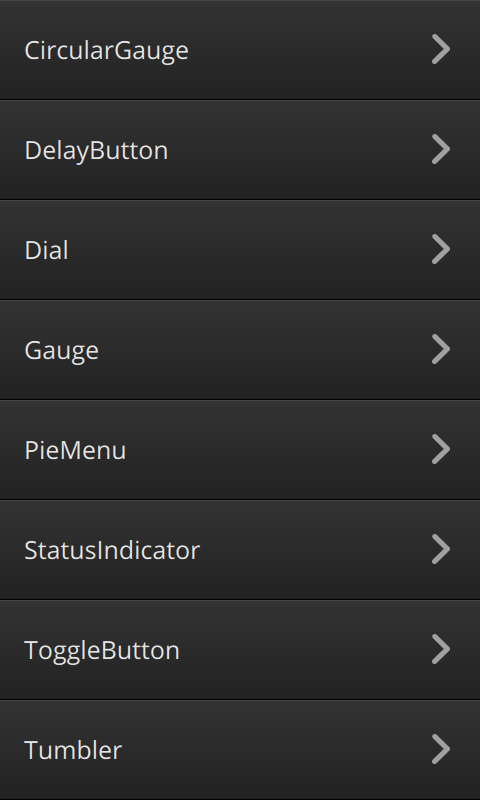 CircularGauge
DelayButton
Dial
Gauge
PieMenu
StatusIndicator
ToggleButton
Tumbler